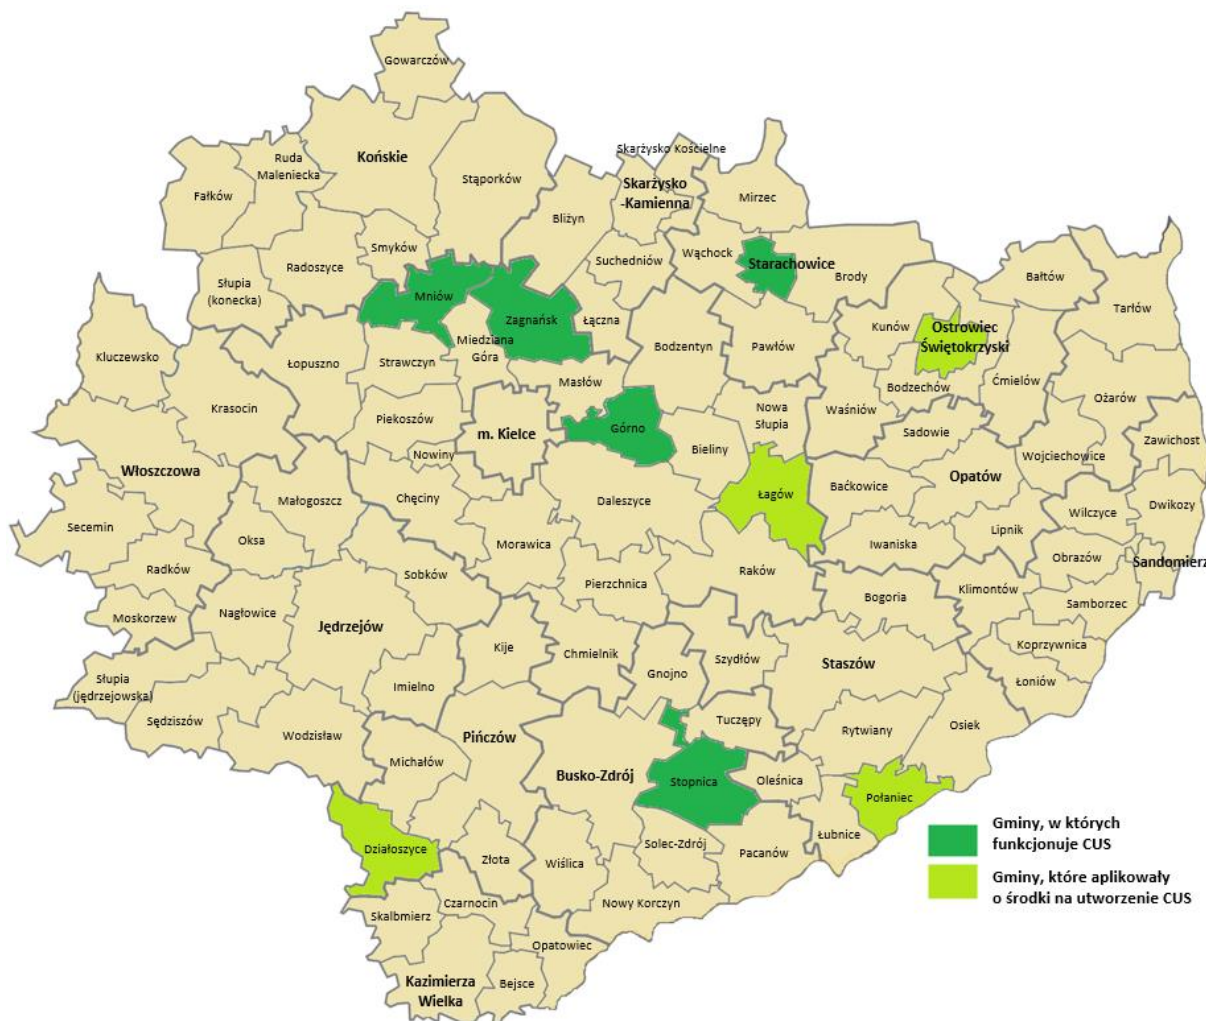 Gowarczów
Końskie
Ruda
Maleniecka
Stąporków
Fałków
Skarżysko Kościelne
Skarżysko
-Kamienna
Mirzec
Bliżyn
Smyków
Radoszyce
Słupia
(konecka)
Suchedniów
Wąchock
Starachowice
Brody
Bałtów
Tarłów
Mniów
Zagnańsk
Łączna
Miedziana
Góra
Bodzentyn
Pawłów
Kunów
Ostrowiec
Świętokrzyski
Bodzechów
Ćmielów
Ożarów
Kluczewsko
Łopuszno
Strawczyn
Masłów
Krasocin
Piekoszów
m. Kielce
Górno
Nowa
Słupia
Waśniów
Sadowie
Zawichost
Nowiny
Bieliny
Wojciechowice
Włoszczowa
Opatów
Małogoszcz
Chęciny
Daleszyce
Łagów
Baćkowice
Dwikozy
Wilczyce
Secemin
Oksa
Morawica
Iwaniska
Lipnik
Obrazów
Sandomierz
Radków
Sobków
Pierzchnica
Raków
Bogoria
Klimontów
Samborzec
Moskorzew
Nagłowice
Jędrzejów
Kije
Chmielnik
Gnojno
Szydłów
Staszów
Koprzywnica
Łoniów
Słupia
(jędrzejowska)
Imielno
Sędziszów
Wodzisław
Michałów
Pińczów
Tuczępy
Rytwiany
Osiek
Busko-Zdrój
Stopnica
Oleśnica
Połaniec
Łubnice
Działoszyce
Złota
Wiślica
Solec-Zdrój
Pacanów
Czarnocin
Skalbmierz
Nowy Korczyn
Opatowiec
Kazimierza
Wielka
Bejsce
Gminy, w których
funkcjonuje CUS
Gminy, które aplikowały
o środki na utworzenie CUS